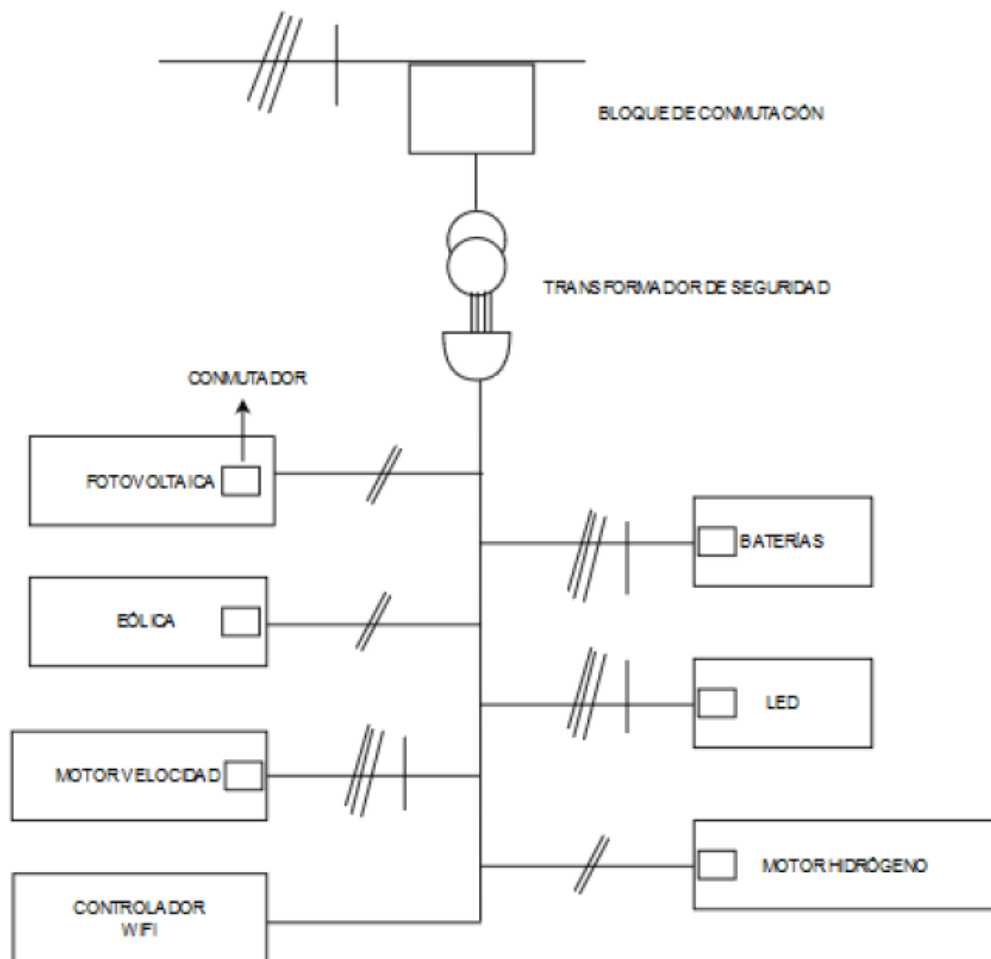 BLOQUE DE CONMUTACIÓN
TRANSFORMADOR DE SEGURIDAD
CONMUTADOR
FOTOVOLTAICA
BATERÍAS
EÓLICA
LED
MOTOR VELOCIDAD
MOTOR HIDRÓGENO
CONTROLADOR
WIFI